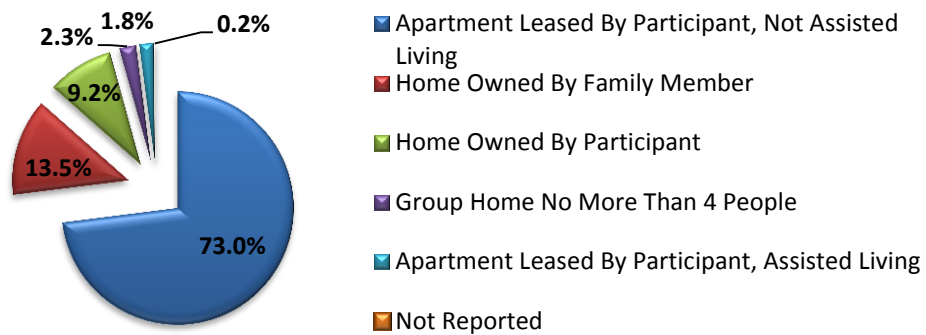 1.8%
0.2%
2.3%
9.2%
13.5%
73.0%
Apartment Leased By Participant, Not Assisted
Living
Home Owned By Family Member
Home Owned By Participant
Group Home No More Than 4 People
Apartment Leased By Participant, Assisted Living
Not Reported